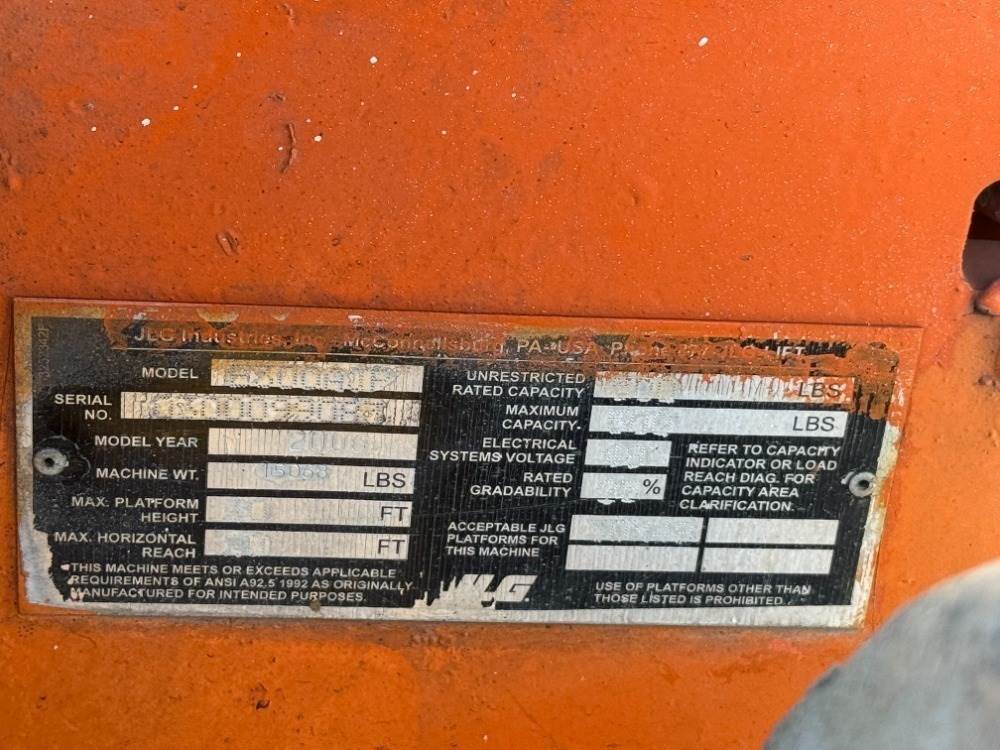 JLG Industries, Inc. McConnellsburg, PA - USA
MODEL
SERIAL NO.
MODEL YEAR
MACHINE WT. 15068 LBS
MAX. PLATFORM HEIGHT FT
MAX. HORIZONTAL REACH FT
THIS MACHINE MEETS OR EXCEEDS APPLICABLE
REQUIREMENTS OF ANSI A92.5 1992 AS ORIGINALLY
MANUFACTURED FOR INTENDED PURPOSES.
UNRESTRICTED
RATED CAPACITY LBS
MAXIMUM
CAPACITY. LBS
ELECTRICAL
SYSTEMS VOLTAGE
RATED
GRADABILITY %
REFER TO CAPACITY
INDICATOR OR LOAD
REACH DIAG. FOR
CAPACITY AREA
CLARIFICATION.
ACCEPTABLE JLG
PLATFORMS FOR
THIS MACHINE
JLG
USE OF PLATFORMS OTHER THAN
THOSE LISTED IS PROHIBITED.